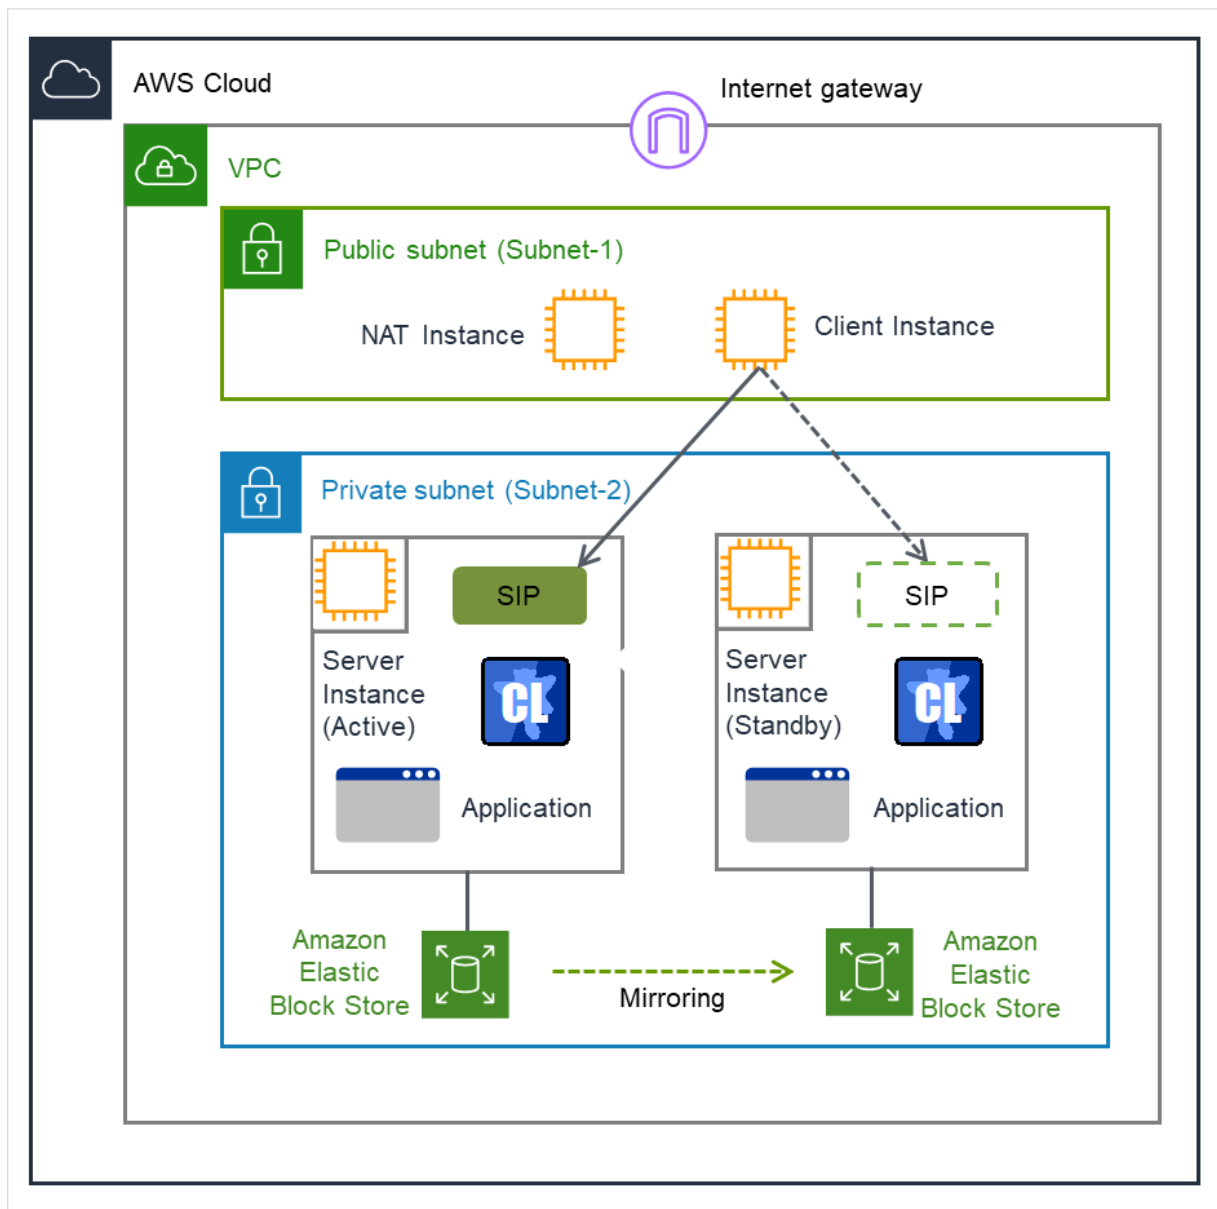 AWS Cloud
Internet gateway
VPC
Public subnet (Subnet-1)
NAT Instance
Client Instance
Private subnet (Subnet-2)
SIP
Server
Instance
(Active)
CL
Application
SIP
Server
Instance
(Standby)
CL
Application
Amazon
Elastic
Block Store
Mirroring
Amazon
Elastic
Block Store